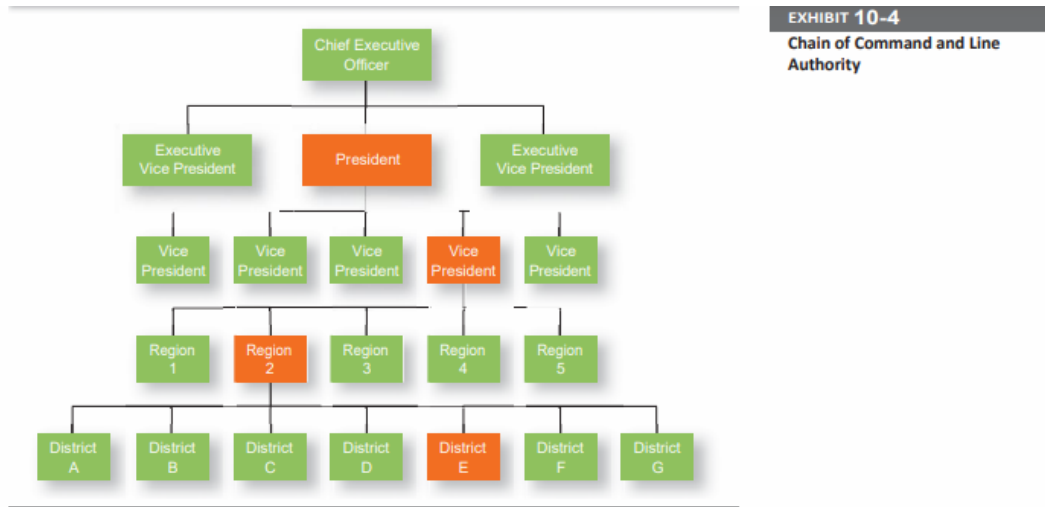 EXHIBIT 10-4
Chain of Command and Line
Authority
Chief Executive
Officer
Executive
Vice President
President
Executive
Vice President
Vice
President
Vice
President
Vice
President
Vice
President
Vice
President
Region
1
Region
2
Region
3
Region
4
Region
5
District
A
District
B
District
C
District
D
District
E
District
F
District
G